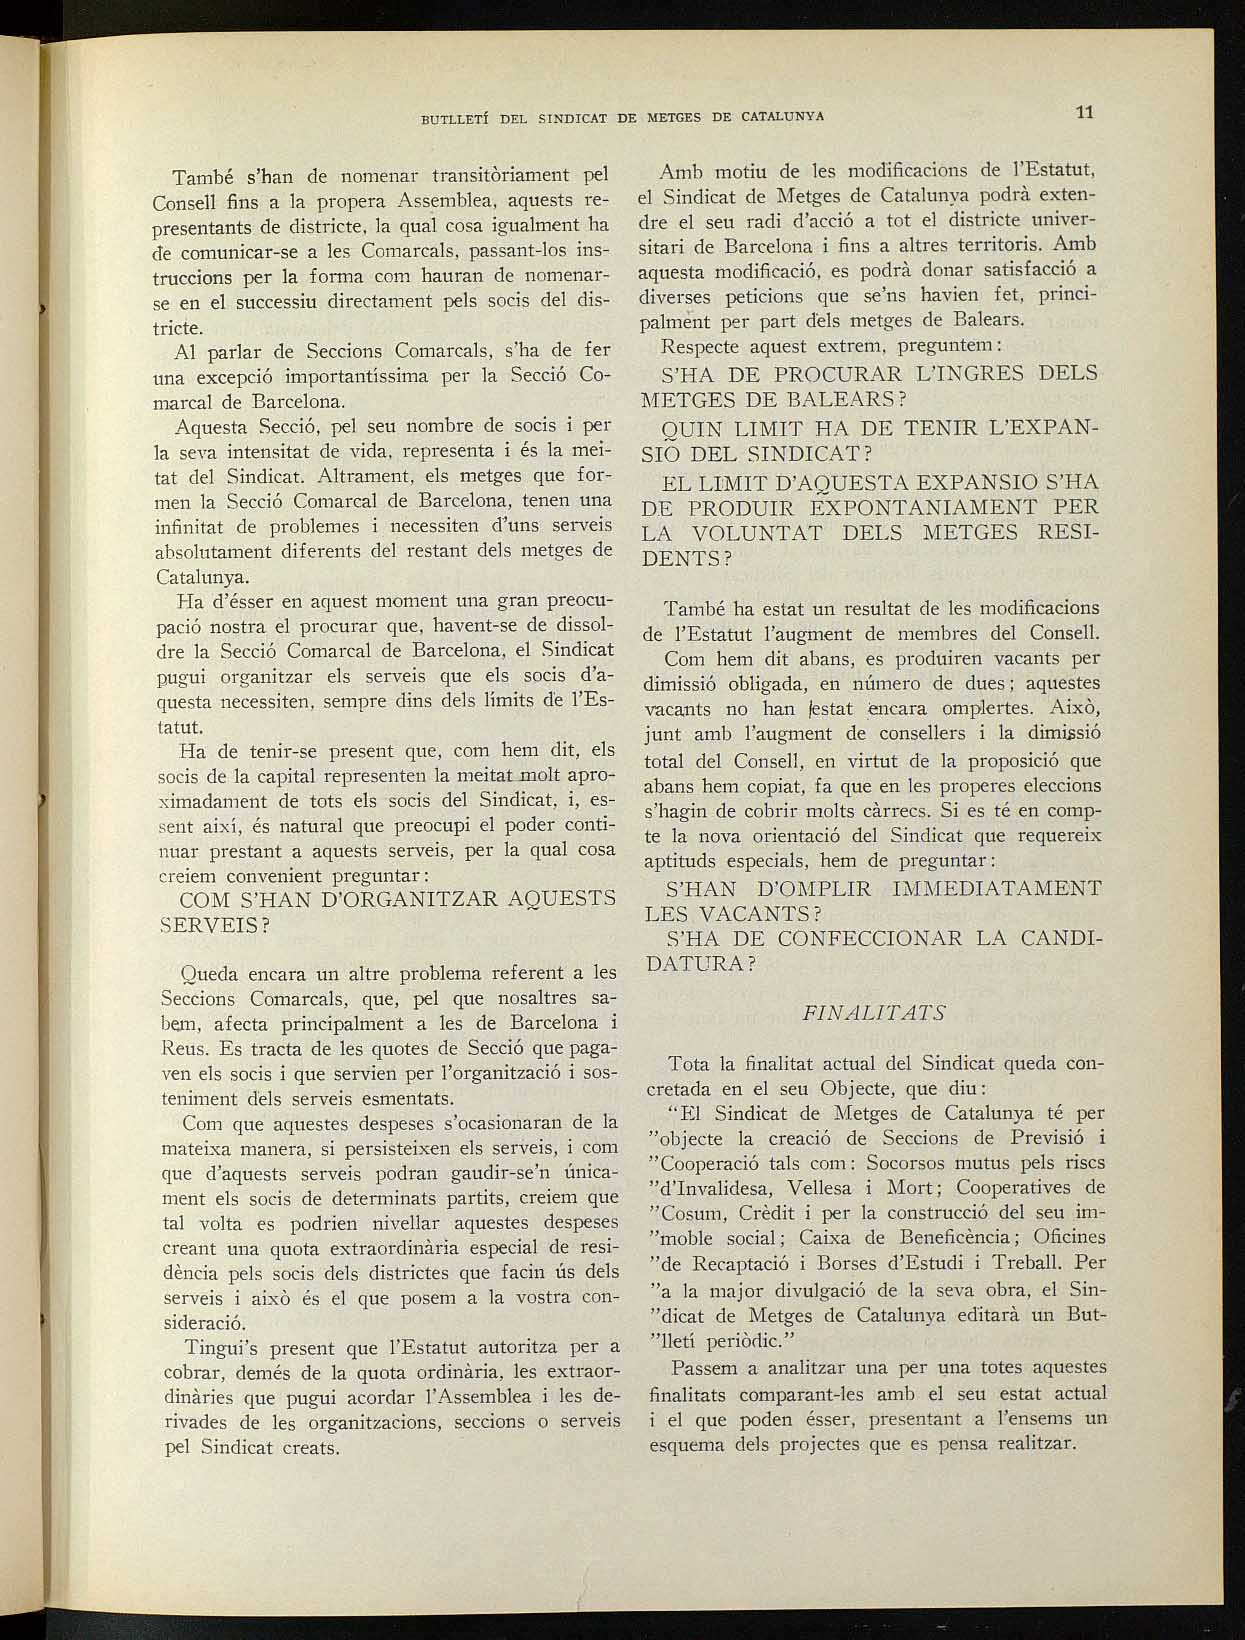 BUTLLETÍ DEL SINDICAT DE METGES DE CATALUNYA
11
També s'han de nomenar transitòriament pel
Consell fins a la propera Assemblea, aquests re-
presentants de districte, la qual cosa igualment ha
de comunicar-se a les Comarcals, passant-los ins-
truccions per la forma com hauran de nomenar-
se en el successiu directament pels socis del dis-
tricte.
Al parlar de Seccions Comarcals, s'ha de fer
una excepció importantíssima per la Secció Co-
marcal de Barcelona.
Aquesta Secció, pel seu nombre de socis i per
la seva intensitat de vida, representa i és la mei-
tat del Sindicat. Altrament, els metges que for-
men la Secció Comarcal de Barcelona, tenen una
infinitat de problemes i necessiten d'uns serveis
absolutament diferents del restant dels metges de
Catalunya.
Ha d'ésser en aquest moment una gran preocu-
pació nostra el procurar que, havent-se de dissol-
dre la Secció Comarcal de Barcelona, el Sindicat
pugui organitzar els serveis que els socis d'a-
questa necessiten, sempre dins dels límits de l'Es-
tatut.
Ha de tenir-se present que, com hem dit, els
socis de la capital representen la meitat molt apro-
ximadament de tots els socis del Sindicat, i, es-
sent així, és natural que preocupi el poder conti-
nuar prestant a aquests serveis, per la qual cosa
creiem convenient preguntar:
COM S'HAN D'ORGANITZAR AQUESTS
SERVEIS?
Queda encara un altre problema referent a les
Seccions Comarcals, que, pel que nosaltres sa-
bem, afecta principalment a les de Barcelona i
Reus. Es tracta de les quotes de Secció que paga-
ven els socis i que servien per l'organització i sos-
teniment dels serveis esmentats.
Com que aquestes despeses s'ocasionaran de la
mateixa manera, si persisteixen els serveis, i com
que d'aquests serveis podran gaudir-se'n única-
ment els socis de determinats partits, creiem que
tal volta es podrien nivellar aquestes despeses
creant una quota extraordinària especial de resi-
dència pels socis dels districtes que facin ús dels
serveis i això és el que posem a la vostra con-
sideració.
Tingui's present que l'Estatut autoritza per a
cobrar, demés de la quota ordinària, les extraor-
dinàries que pugui acordar l'Assemblea i les de-
rivades de les organitzacions, seccions o serveis
pel Sindicat creats.
Amb motiu de les modificacions de l'Estatut,
el Sindicat de Metges de Catalunya podrà exten-
dre el seu radi d'acció a tot el districte univer-
sitari de Barcelona i fins a altres territoris. Amb
aquesta modificació, es podrà donar satisfacció a
diverses peticions que se'ns havien fet, princi-
palment per part dels metges de Balears.
Respecte aquest extrem, preguntem:
S'HA DE PROCURAR L'INGRES DELS
METGES DE BALEARS?
QUIN LIMIT HA DE TENIR L'EXPAN-
SIO DEL SINDICAT?
EL LIMIT D'AQUESTA EXPANSIO S'HA
DE PRODUIR EXPONTANIAMENT PER
LA VOLUNTAT DELS METGES RESI-
DENTS?
També ha estat un resultat de les modificacions
de l'Estatut l'augment de membres del Consell.
Com hem dit abans, es produiren vacants per
dimissió obligada, en número de dues; aquestes
vacants no han estat encara omplertes. Això,
junt amb l'augment de consellers i la dimissió
total del Consell, en virtut de la proposició que
abans hem copiat, fa que en les properes eleccions
s'hagin de cobrir molts càrrecs. Si es té en comp-
te la nova orientació del Sindicat que requereix
aptituds especials, hem de preguntar:
S'HAN D'OMPLIR IMMEDIATAMENT
LES VACANTS?
S'HA DE CONFECCIONAR LA CANDI-
DATURA?
FINALITATS
Tota la finalitat actual del Sindicat queda con-
cretada en el seu Objecte, que diu:
"El Sindicat de Metges de Catalunya té per
"objecte la creació de Seccions de Previsió i
"Cooperació tals com: Socorsos mutus pels riscs
"d'Invalidesa, Vellesa i Mort; Cooperatives de
"Cosum, Crèdit i per la construcció del seu im-
"moble social; Caixa de Beneficència; Oficines
"de Recaptació i Borses d'Estudi i Treball. Per
"a la major divulgació de la seva obra, el Sin-
"dicat de Metges de Catalunya editarà un But-
"lletí periòdic."
Passem a analitzar una per una totes aquestes
finalitats comparant-les amb el seu estat actual
i el que poden ésser, presentant a l'ensems un
esquema dels projectes que es pensa realitzar.